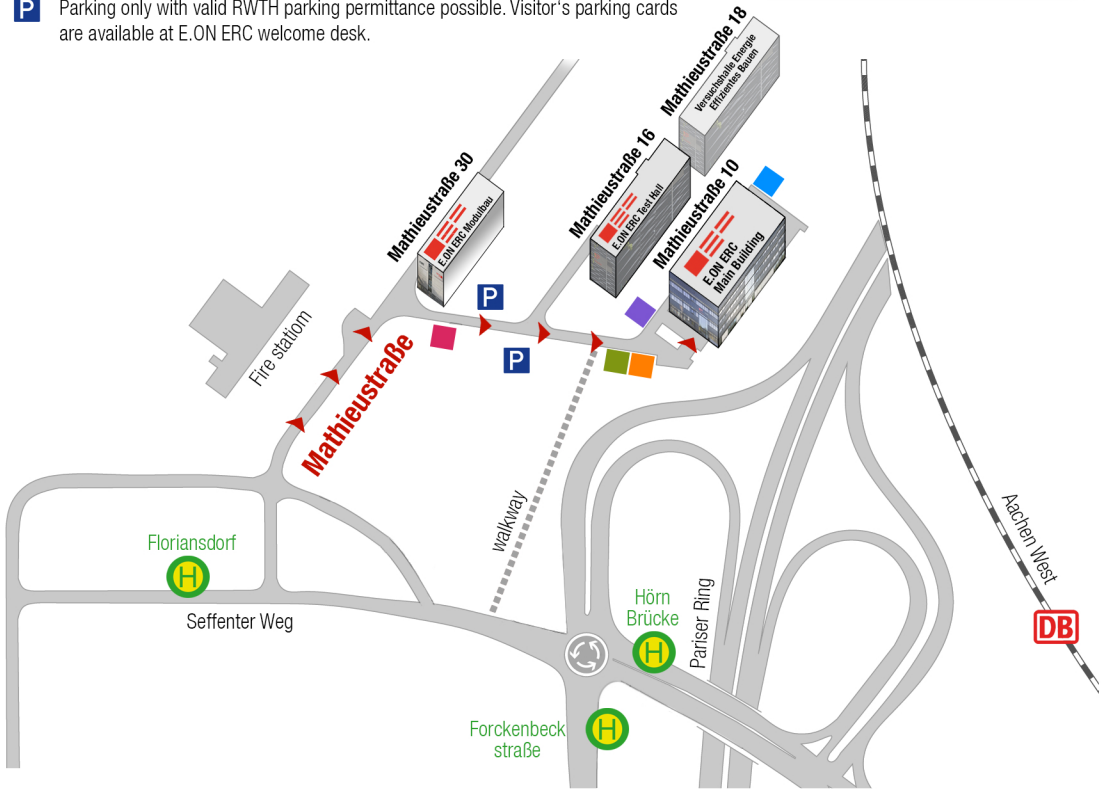 P Parking only with valid RWTH parking permittance possible. Visitor's parking cards
are available at E.ON ERC welcome desk.
Mathieustraße 18
Versuchshalle Energie
Effizientes Bauen
Mathieustraße 16
E.ON ERC Test Hall
Mathieustraße 10
E.ON ERC
Main Building
Mathieustraße 30
E.ON ERC Modulbau
P
P
Fire statiom
Mathieustraße
walkway
Floriansdorf
H
Seffenter Weg
Hörn
Brücke
H
Pariser Ring
Forckenbeck
straße
H
Aachen West
DB